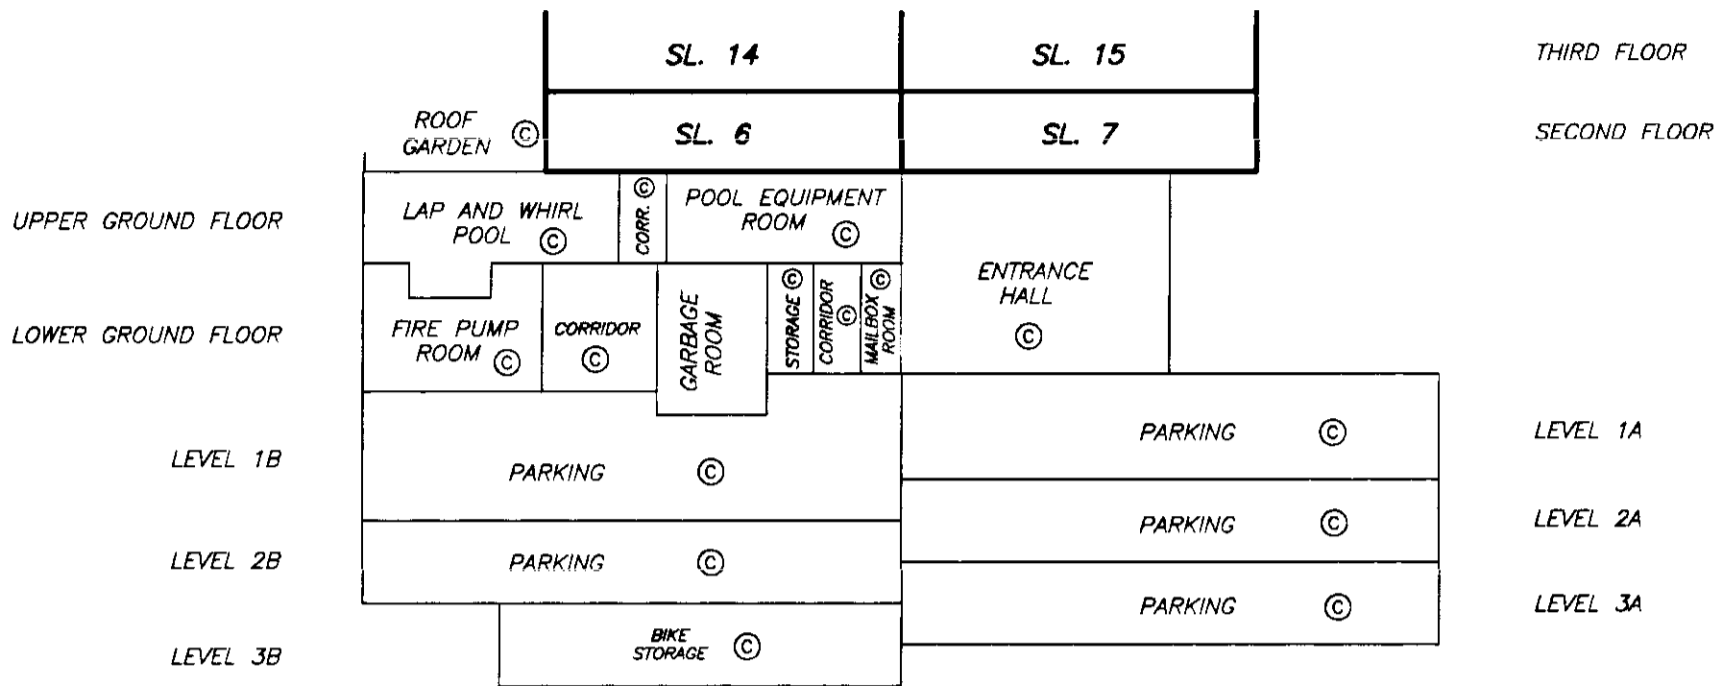 SL. 14
SL. 15
THIRD FLOOR
ROOF
GARDEN ©
SL. 6
SL. 7
SECOND FLOOR
UPPER GROUND FLOOR
LAP AND WHIRL
POOL ©
CORR. ©
POOL EQUIPMENT
ROOM ©
ENTRANCE
HALL
©
LOWER GROUND FLOOR
FIRE PUMP
ROOM ©
CORRIDOR
©
GARBAGE
ROOM
STORAGE ©
CORRIDOR ©
MAILBOX ©
ROOM
LEVEL 1B
PARKING ©
PARKING ©
LEVEL 1A
LEVEL 2B
PARKING ©
PARKING ©
LEVEL 2A
LEVEL 3B
BIKE
STORAGE ©
PARKING ©
LEVEL 3A